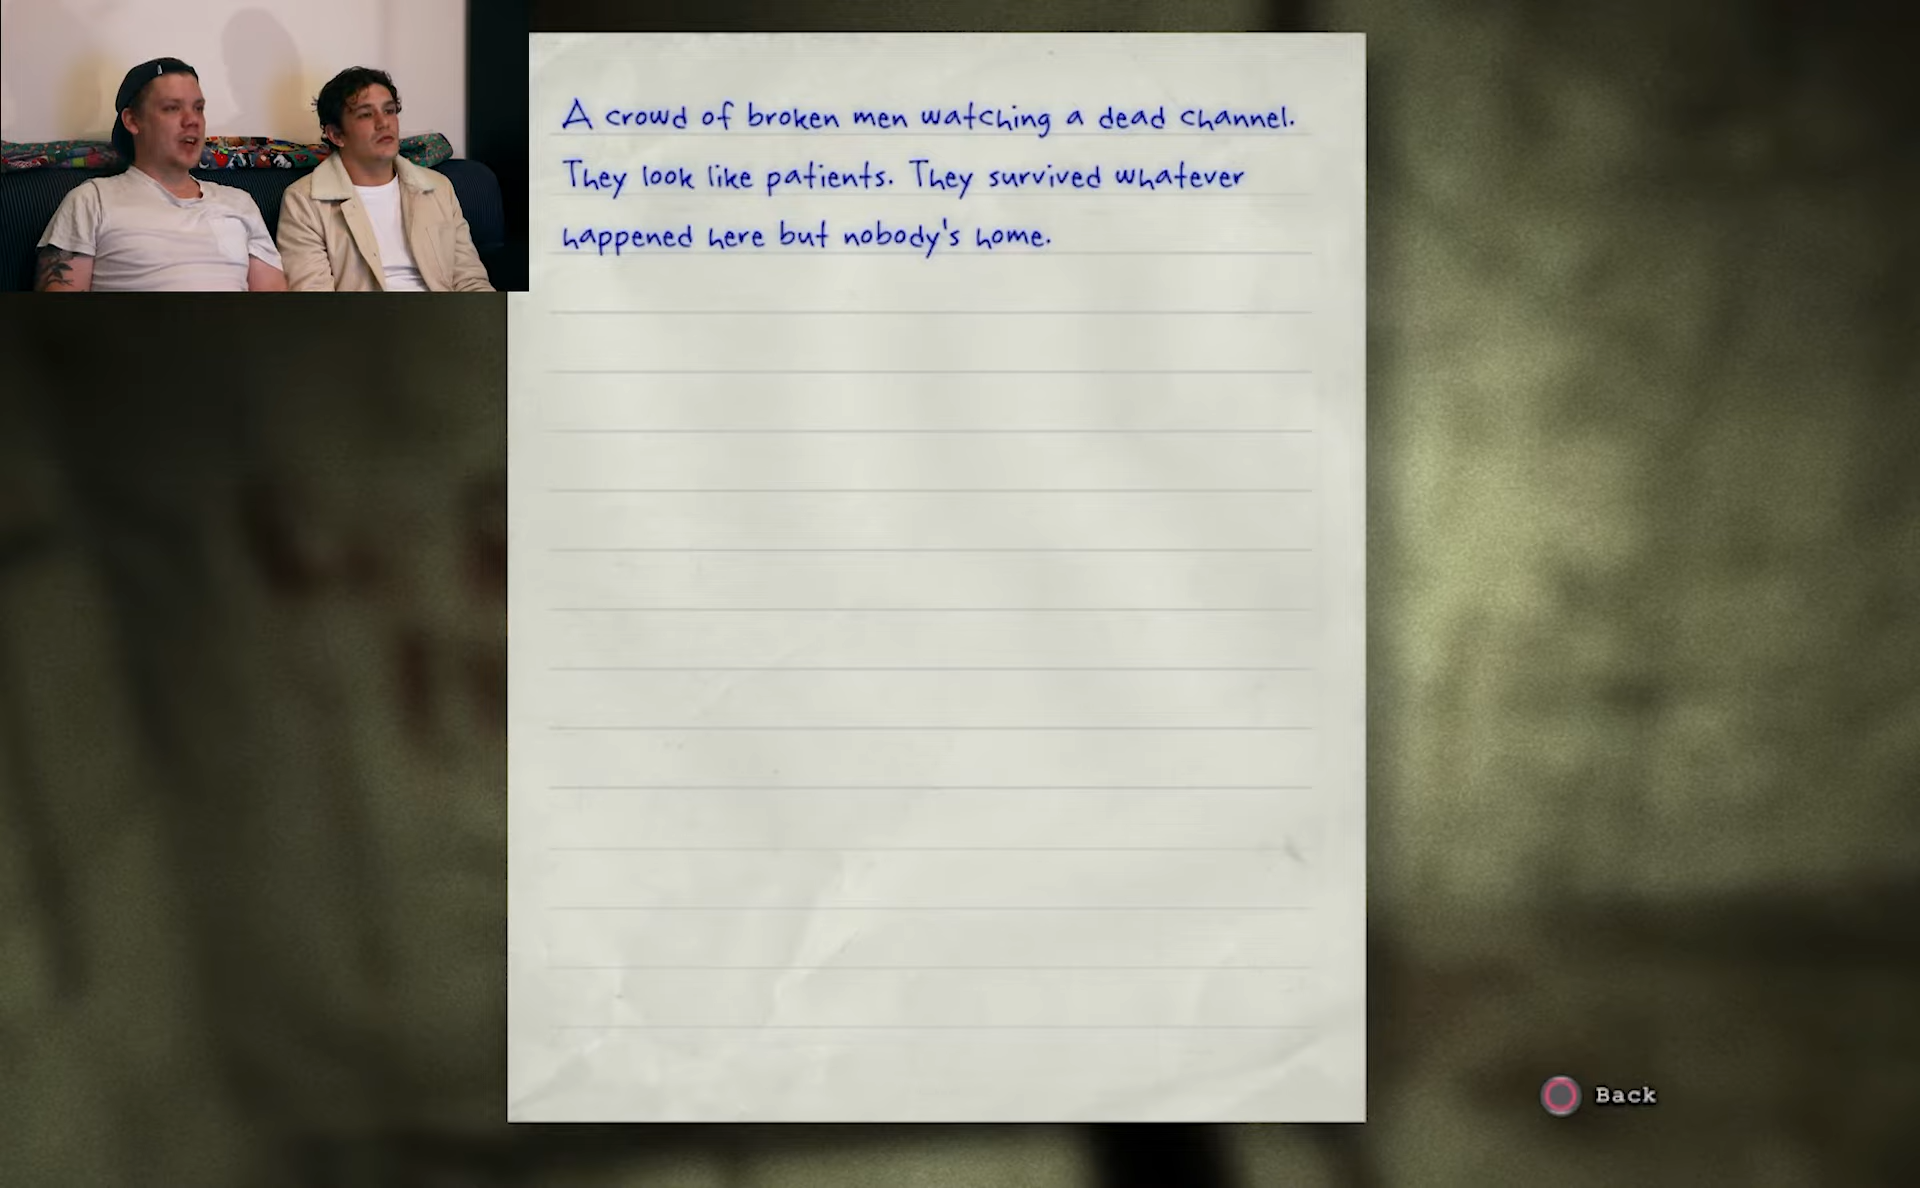 A crowd of broken men watching a dead channel.
They look like patients. They survived whatever
happened here but nobody's home.
Back